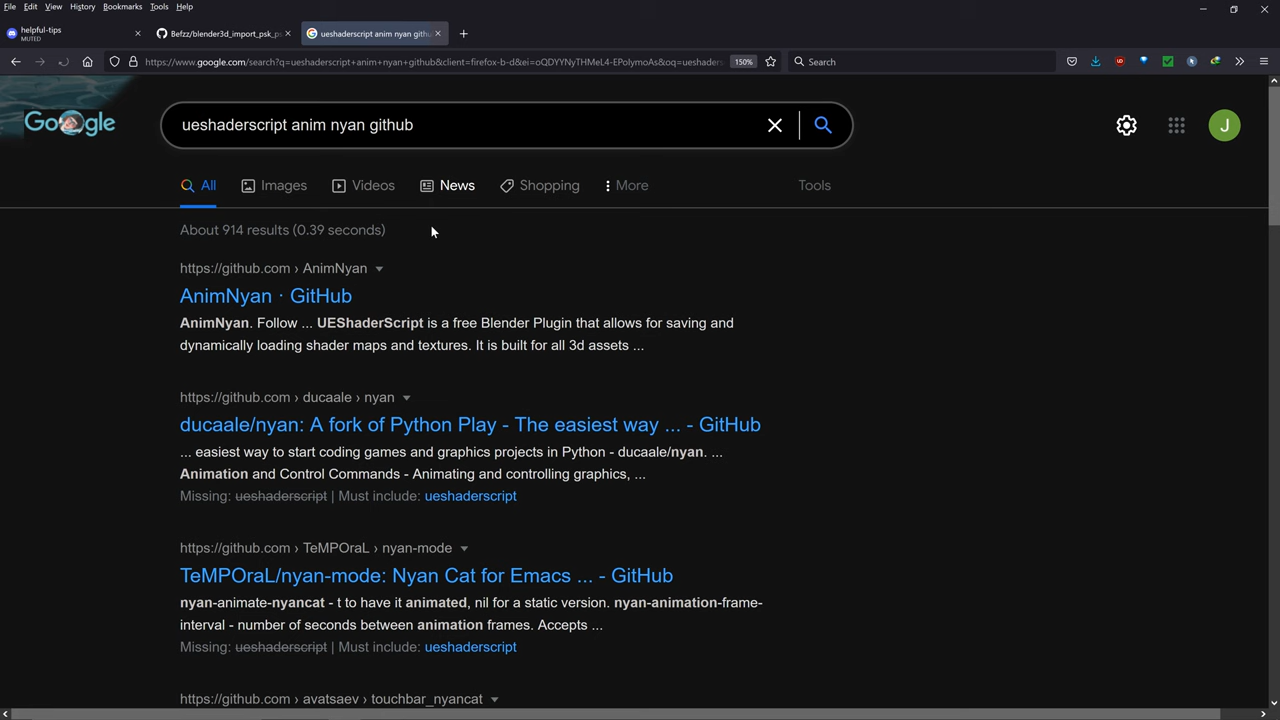 File Edit View History Bookmarks Tools Help
helpful-tips
MUTED
Befzz/blender3d_import_psk_ps
ueshaderscript anim nyan gith
https://www.google.com/search?q=ueshaderscript+anim+nyan+github&client=firefox-b-d&ei=oQDYYNyTHMeL4-EPolymoAs&oq=ueshaders
150%
Search
Google
ueshaderscript anim nyan github
J
All Images Videos News Shopping More Tools
About 914 results (0.39 seconds)
https://github.com › AnimNyan
AnimNyan · GitHub
AnimNyan. Follow ... UEShaderScript is a free Blender Plugin that allows for saving and
dynamically loading shader maps and textures. It is built for all 3d assets ...
https://github.com › ducaale › nyan
ducaale/nyan: A fork of Python Play - The easiest way ... - GitHub
... easiest way to start coding games and graphics projects in Python - ducaale/nyan. ...
Animation and Control Commands - Animating and controlling graphics, ...
Missing: ueshaderscript | Must include: ueshaderscript
https://github.com › TeMPOraL › nyan-mode
TeMPOraL/nyan-mode: Nyan Cat for Emacs ... - GitHub
nyan-animate-nyancat - t to have it animated, nil for a static version. nyan-animation-frame-
interval - number of seconds between animation frames. Accepts ...
Missing: ueshaderscript | Must include: ueshaderscript
https://github.com › avatsaev › touchbar_nyancat